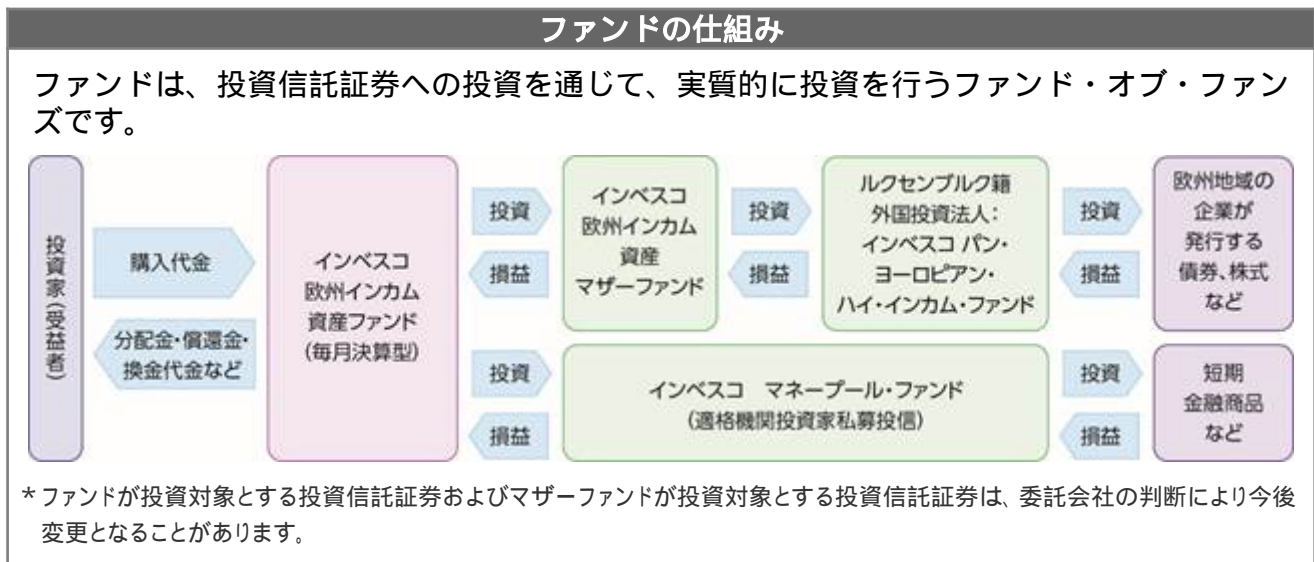 ファンドの仕組み
ファンドは、投資信託証券への投資を通じて、実質的に投資を行うファンド・オブ・ファン
ズです。
投資家(受益者)
購入代金
分配金・償還金・
換金代金など
インベスコ
欧州インカム
資産ファンド
(毎月決算型)
投資
損益
インベスコ
欧州インカム
資産
マザーファンド
投資
損益
ルクセンブルク籍
外国投資法人:
インベスコ パン・
ヨーロピアン・
ハイ・インカム・ファンド
投資
損益
欧州地域の
企業が
発行する
債券、株式
など
投資
損益
インベスコ マネープール・ファンド
(適格機関投資家私募投信)
投資
損益
短期
金融商品
など
*ファンドが投資対象とする投資信託証券およびマザーファンドが投資対象とする投資信託証券は、委託会社の判断により今後
変更となることがあります。